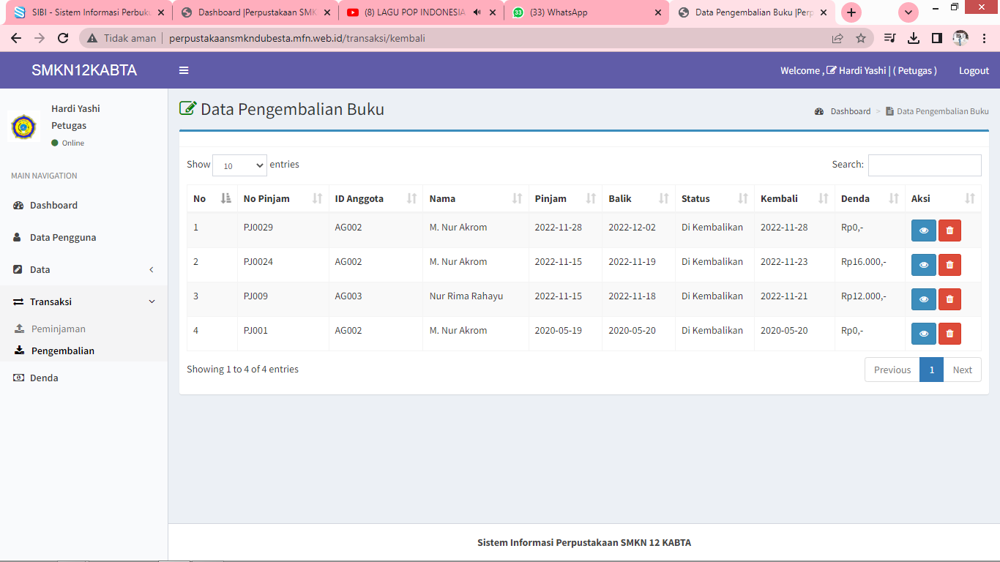 SIBI - Sistem Informasi Perbuku
Dashboard |Perpustakaan SMK
(8) LAGU POP INDONESIA
33 (33) WhatsApp
Data Pengembalian Buku |Perp
Tidak aman | perpustakaansmkndubesta.mfn.web.id/transaksi/kembali
SMKN12KABTA
Welcome , Hardi Yashi | ( Petugas )
Logout
Hardi Yashi
Petugas
Online
MAIN NAVIGATION
Dashboard
Data Pengguna
Data
Transaksi
Peminjaman
Pengembalian
Denda
Data Pengembalian Buku
Dashboard > Data Pengembalian Buku
Show 10 entries
Search:
No No Pinjam ID Anggota Nama Pinjam Balik Status Kembali Denda Aksi
1 PJ0029 AG002 M. Nur Akrom 2022-11-28 2022-12-02 Di Kembalikan 2022-11-28 Rp0,-
2 PJ0024 AG002 M. Nur Akrom 2022-11-15 2022-11-19 Di Kembalikan 2022-11-23 Rp16.000,-
3 PJ009 AG003 Nur Rima Rahayu 2022-11-15 2022-11-18 Di Kembalikan 2022-11-21 Rp12.000,-
4 PJ001 AG002 M. Nur Akrom 2020-05-19 2020-05-20 Di Kembalikan 2020-05-20 Rp0,-
Showing 1 to 4 of 4 entries
Previous 1 Next
Sistem Informasi Perpustakaan SMKN 12 KABTA